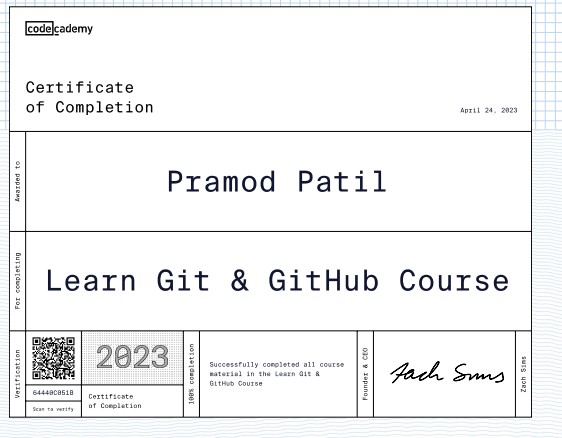 codecademy
Certificate
of Completion
April 24, 2023
Awarded to
Pramod Patil
For completing
Learn Git & GitHub Course
Verification
64440C0510
Scan to verify
2023
Certificate
of Completion
100% completion
Successfully completed all course
material in the Learn Git &
GitHub Course
Founder & CEO
Zach Sims
Zach Sims